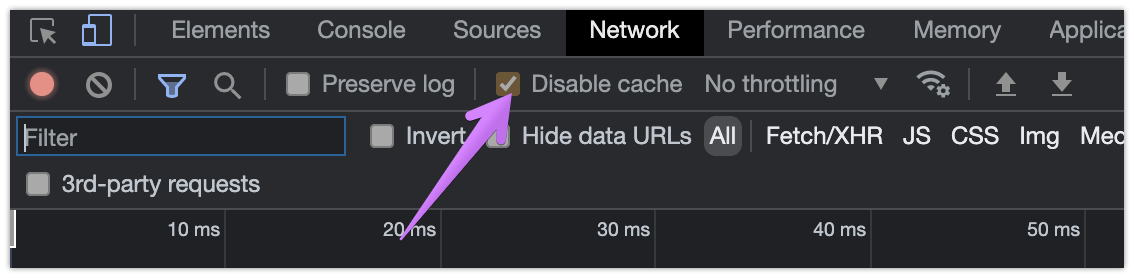 Elements Console Sources Network Performance Memory Applica
Preserve log Disable cache No throttling
Filter Invert Hide data URLs All Fetch/XHR JS CSS Img Med
3rd-party requests
10 ms 20 ms 30 ms 40 ms 50 ms